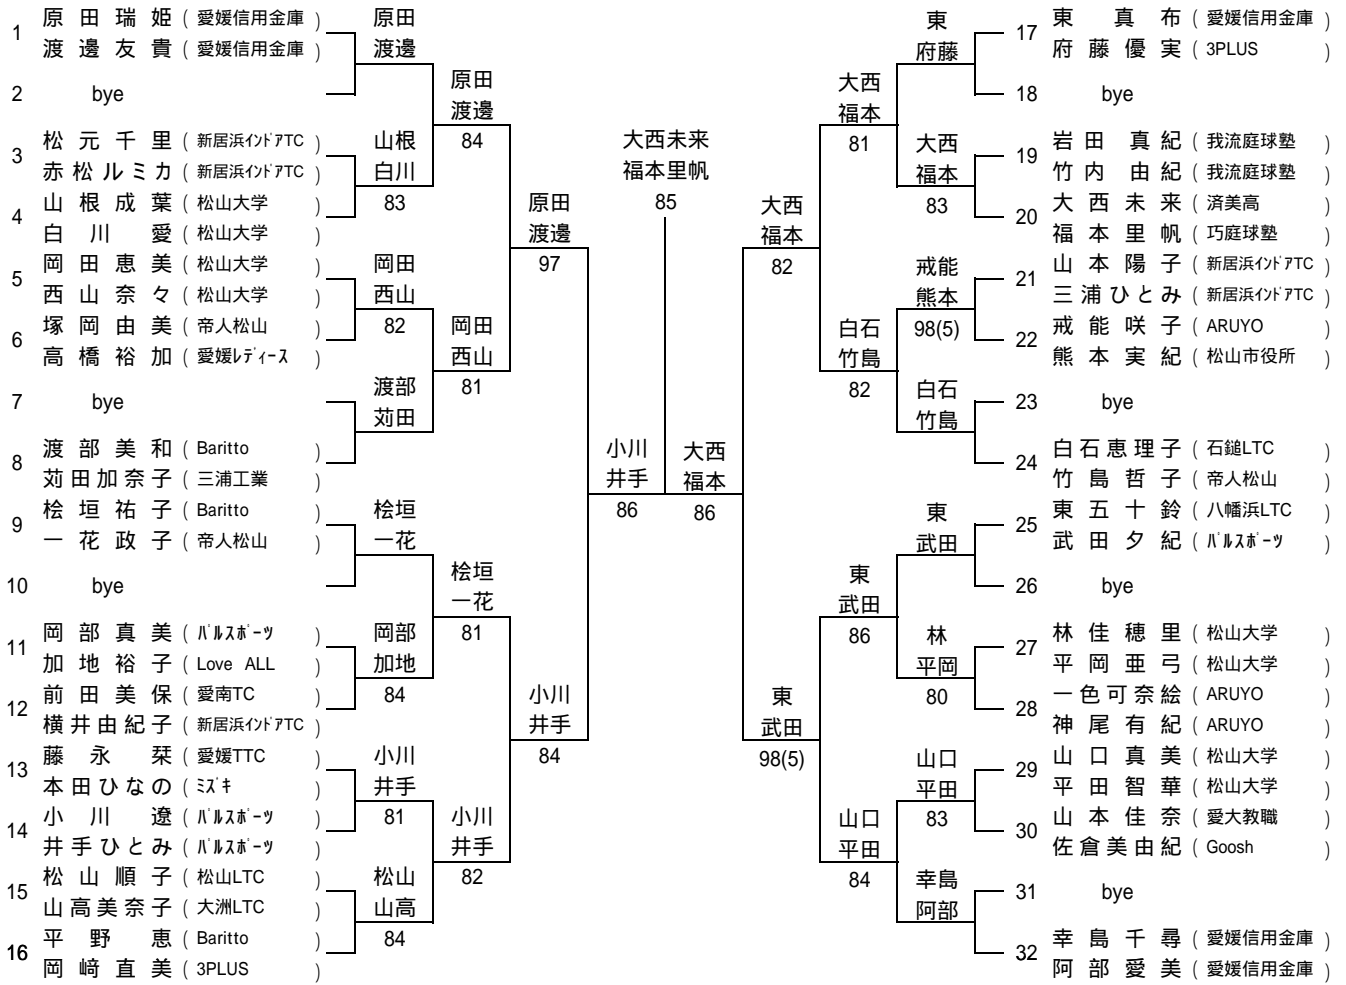 1 原田瑞姫 ( 愛媛信用金庫 )
渡邊友貴 ( 愛媛信用金庫 )
2 bye
3 松元千里 ( 新居浜インドアTC )
赤松ルミカ ( 新居浜インドアTC )
4 山根成葉 ( 松山大学 )
白川愛 ( 松山大学 )
5 岡田恵美 ( 松山大学 )
西山奈々 ( 松山大学 )
6 塚岡由美 ( 帝人松山 )
高橋裕加 ( 愛媛レディース )
7 bye
8 渡部美和 ( Baritto )
苅田加奈子 ( 三浦工業 )
9 桧垣祐子 ( Baritto )
一花政子 ( 帝人松山 )
10 bye
11 岡部真美 ( パルスポーツ )
加地裕子 ( Love ALL )
12 前田美保 ( 愛南TC )
横井由紀子 ( 新居浜インドアTC )
13 藤永栞 ( 愛媛TTC )
本田ひなの ( ミズキ )
14 小川遼 ( パルスポーツ )
井手ひとみ ( パルスポーツ )
15 松山順子 ( 松山LTC )
山高美奈子 ( 大洲LTC )
16 平野恵 ( Baritto )
岡﨑直美 ( 3PLUS )
原田
渡邊
山根
白川
83
岡田
西山
82
渡部
苅田
桧垣
一花
岡部
加地
84
小川
井手
81
松山
山高
84
原田
渡邊
84
岡田
西山
81
桧垣
一花
81
小川
井手
82
原田
渡邊
97
小川
井手
84
小川
井手
86
大西未来
福本里帆
85
大西
福本
86
大西
福本
82
東
武田
98(5)
大西
福本
81
白石
竹島
82
東
武田
86
山口
平田
84
東
府藤
大西
福本
83
戒能
熊本
98(5)
白石
竹島
東
武田
林
平岡
80
山口
平田
83
幸島
阿部
17 東真布 ( 愛媛信用金庫 )
府藤優実 ( 3PLUS )
18 bye
19 岩田真紀 ( 我流庭球塾 )
竹内由紀 ( 我流庭球塾 )
20 大西未来 ( 済美高 )
福本里帆 ( 巧庭球塾 )
21 山本陽子 ( 新居浜インドアTC )
三浦ひとみ ( 新居浜インドアTC )
22 戒能咲子 ( ARUYO )
熊本実紀 ( 松山市役所 )
23 bye
24 白石恵理子 ( 石鎚LTC )
竹島哲子 ( 帝人松山 )
25 東五十鈴 ( 八幡浜LTC )
武田夕紀 ( パルスポーツ )
26 bye
27 林佳穂里 ( 松山大学 )
平岡亜弓 ( 松山大学 )
28 一色可奈絵 ( ARUYO )
神尾有紀 ( ARUYO )
29 山口真美 ( 松山大学 )
平田智華 ( 松山大学 )
30 山本佳奈 ( 愛大教職 )
佐倉美由紀 ( Goosh )
31 bye
32 幸島千尋 ( 愛媛信用金庫 )
阿部愛美 ( 愛媛信用金庫 )